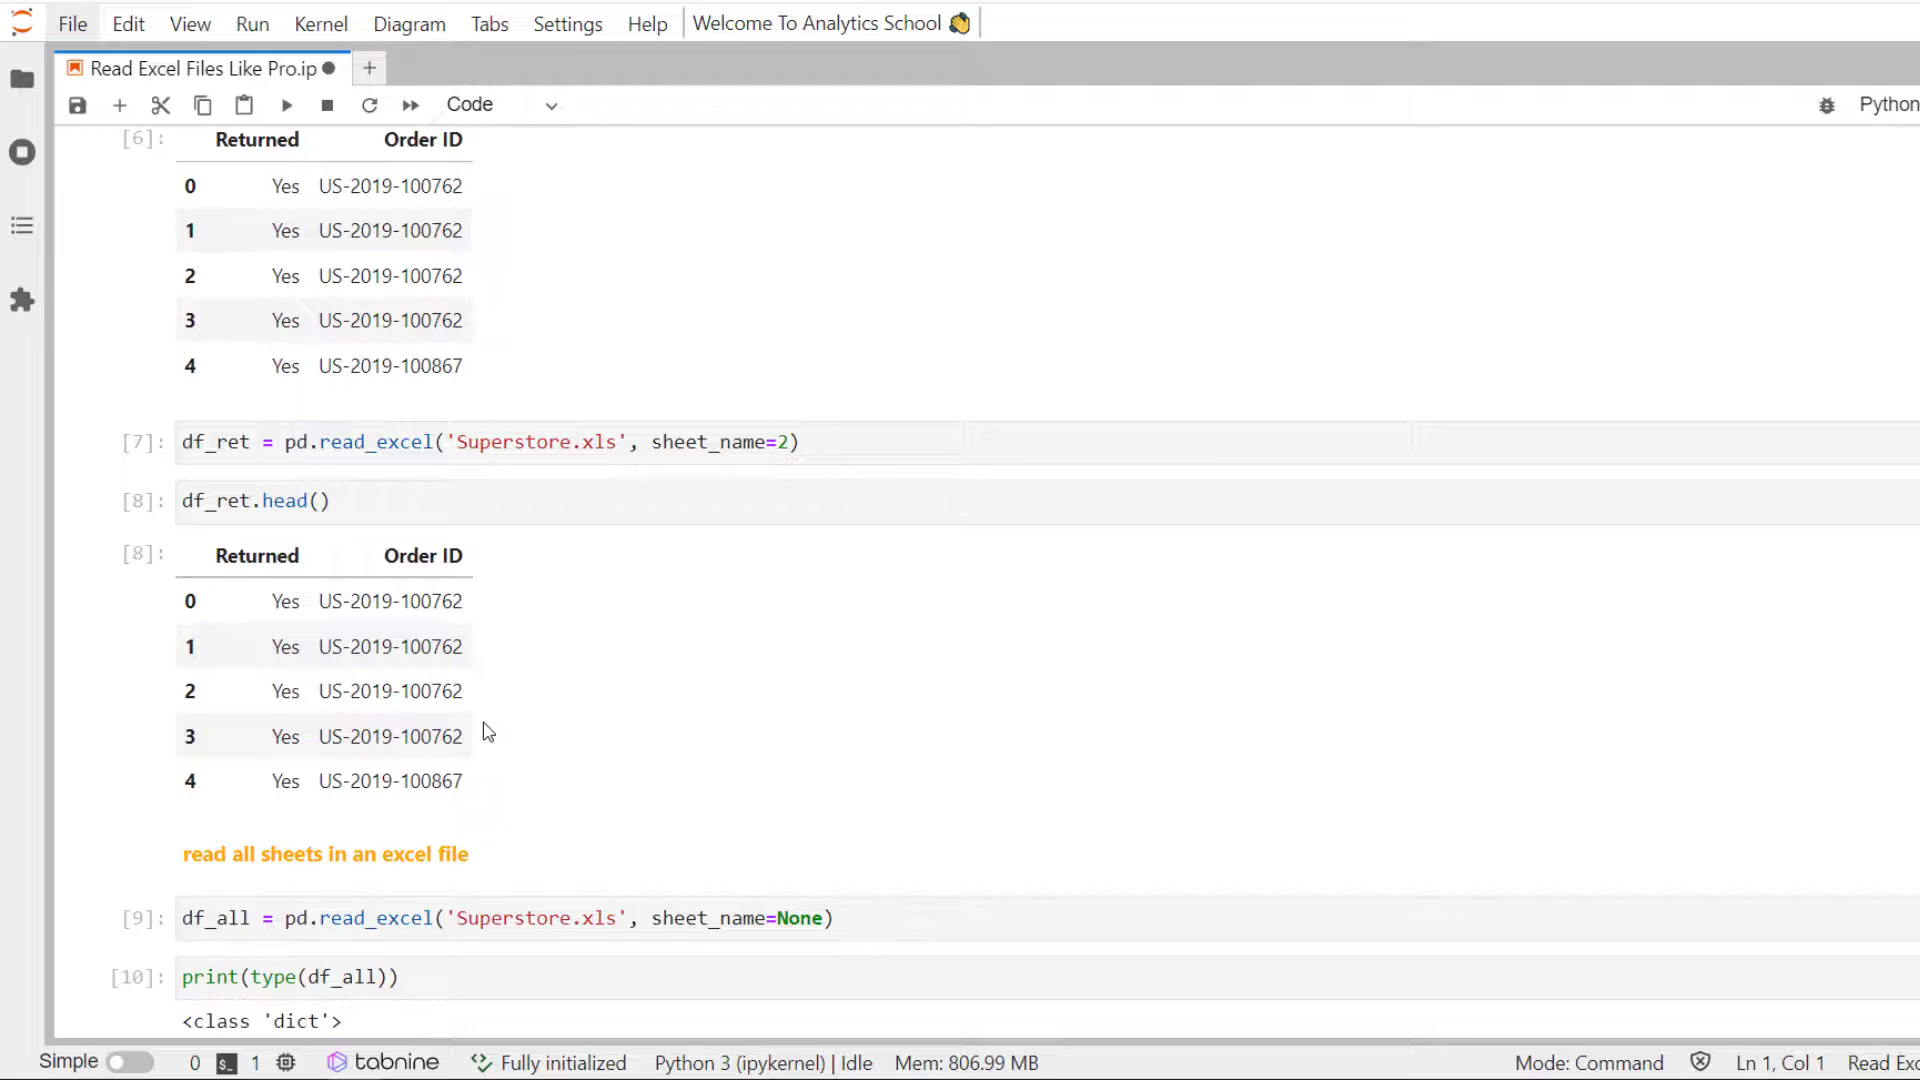 File Edit View Run Kernel Diagram Tabs Settings Help Welcome To Analytics School
Read Excel Files Like Pro.ip
Code Python
[6]: Returned Order ID
0 Yes US-2019-100762
1 Yes US-2019-100762
2 Yes US-2019-100762
3 Yes US-2019-100762
4 Yes US-2019-100867
[7]: df_ret = pd.read_excel('Superstore.xls', sheet_name=2)
[8]: df_ret.head()
[8]: Returned Order ID
0 Yes US-2019-100762
1 Yes US-2019-100762
2 Yes US-2019-100762
3 Yes US-2019-100762
4 Yes US-2019-100867
read all sheets in an excel file
[9]: df_all = pd.read_excel('Superstore.xls', sheet_name=None)
[10]: print(type(df_all))
<class 'dict'>
Simple 0 $_ 1 tabnine Fully initialized Python 3 (ipykernel) | Idle Mem: 806.99 MB Mode: Command Ln 1, Col 1 Read Exc